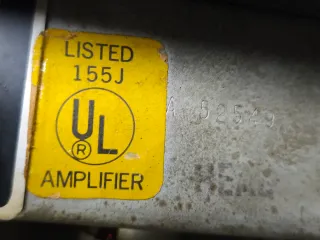 LISTED
155J
UL
®
AMPLIFIER